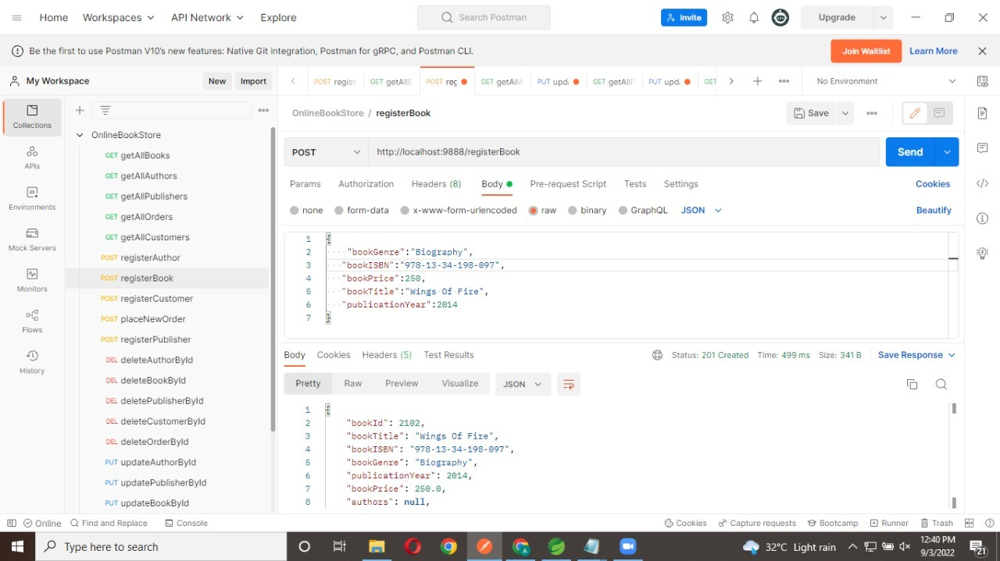 Home Workspaces API Network Explore Search Postman Invite Upgrade
Be the first to use Postman V10's new features: Native Git integration, Postman for gRPC, and Postman CLI. Join Waitlist Learn More
My Workspace New Import
POST GET getAllE POST reg GET getAllA PUT upd GET PUT upd GET No Environment
Collections
APIs
Environments
Mock Servers
Monitors
Flows
History
OnlineBookStore
GET getAllBooks
GET getAllAuthors
GET getAllPublishers
GET getAllOrders
GET getAllCustomers
POST registerAuthor
POST registerBook
POST registerCustomer
POST placeNewOrder
POST registerPublisher
DEL deleteAuthorById
DEL deleteBookById
DEL deletePublisherById
DEL deleteCustomerById
DEL deleteOrderById
PUT updateAuthorById
PUT updatePublisherById
PUT updateBookById
OnlineBookStore / registerBook Save
POST http://localhost:9888/registerBook Send
Params Authorization Headers (8) Body Pre-request Script Tests Settings Cookies
none form-data x-www-form-urlencoded raw binary GraphQL JSON Beautify
1 {
2 "bookGenre":"Biography",
3 "bookISBN":"978-13-34-198-097",
4 "bookPrice":250,
5 "bookTitle":"Wings Of Fire",
6 "publicationYear":2014
7 }
Body Cookies Headers (5) Test Results Status: 201 Created Time: 499 ms Size: 341 B Save Response
Pretty Raw Preview Visualize JSON
1 {
2 "bookId": 2102,
3 "bookTitle": "Wings Of Fire",
4 "bookISBN": "978-13-34-198-097",
5 "bookGenre": "Biography",
6 "publicationYear": 2014,
7 "bookPrice": 250.0,
8 "authors": null,
Online Find and Replace Console Cookies Capture requests Bootcamp Runner Trash
Type here to search 32°C Light rain 12:40 PM
9/3/2022 21